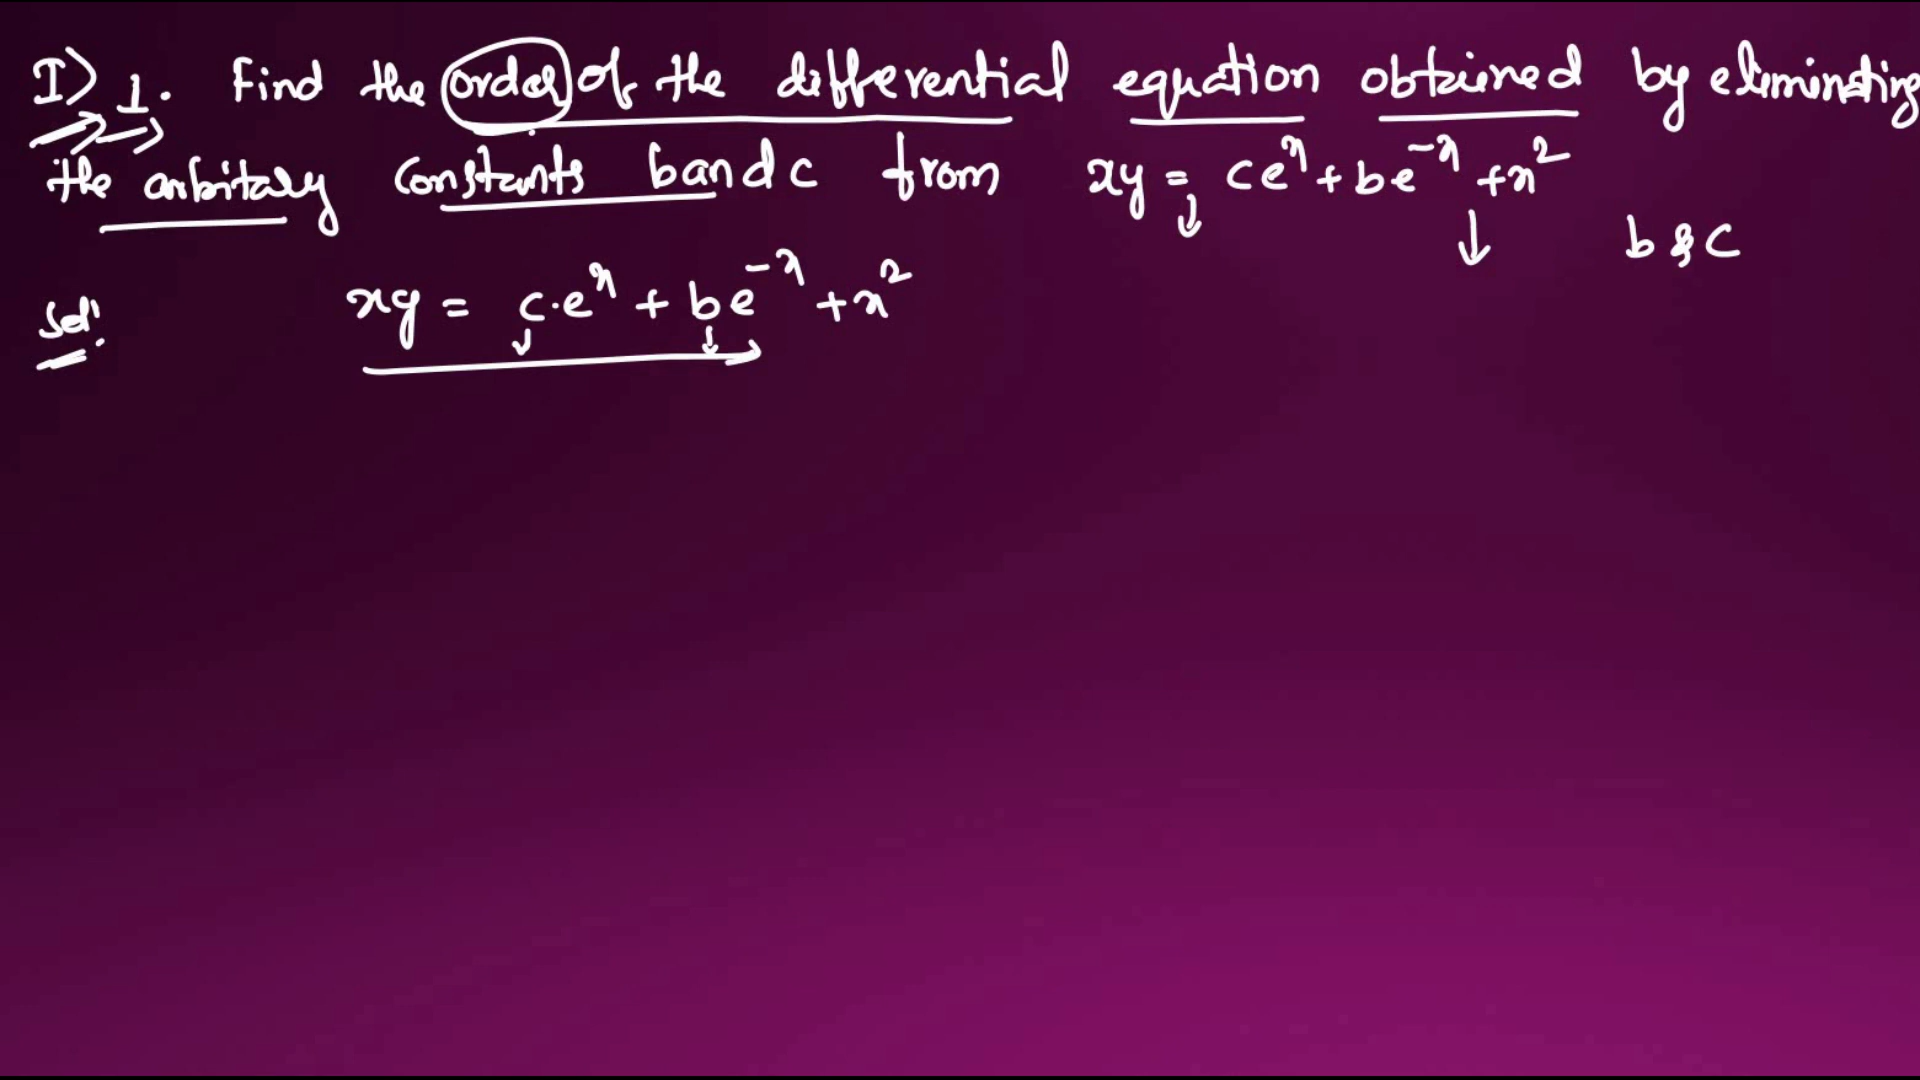 I) 1. Find the order of the differential equation obtained by eliminating
the arbitary constants b and c from xy = ce^x + be^-x + x^2
b & c
Sol: xy = c·e^x + be^-x + x^2